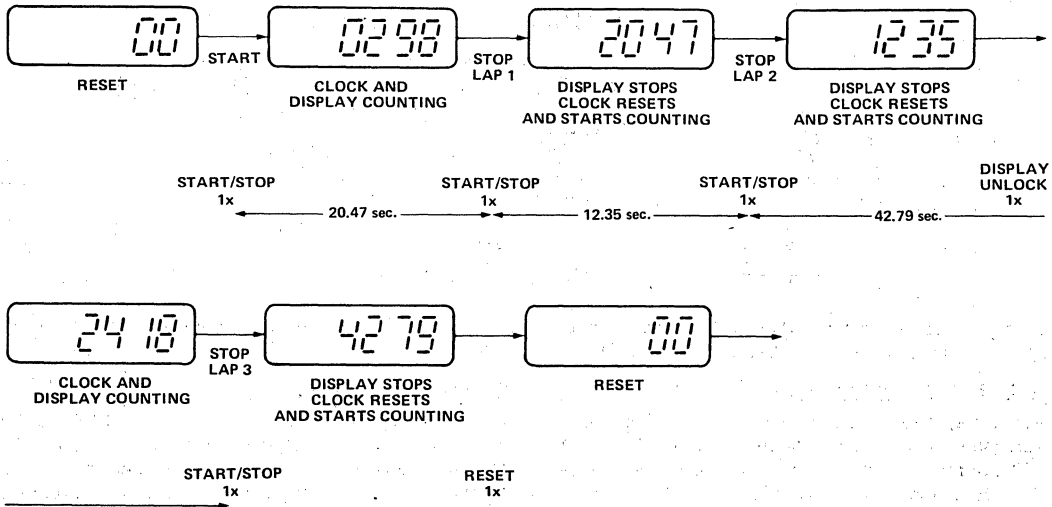 00
START
02 98
STOP
LAP 1
20 47
STOP
LAP 2
12 35
RESET
CLOCK AND
DISPLAY COUNTING
DISPLAY STOPS
CLOCK RESETS
AND STARTS COUNTING
DISPLAY STOPS
CLOCK RESETS
AND STARTS COUNTING
START/STOP
1x
20.47 sec.
START/STOP
1x
12.35 sec.
START/STOP
1x
42.79 sec.
DISPLAY
UNLOCK
1x
24 18
STOP
LAP 3
42 79
00
CLOCK AND
DISPLAY COUNTING
DISPLAY STOPS
CLOCK RESETS
AND STARTS COUNTING
RESET
START/STOP
1x
RESET
1x